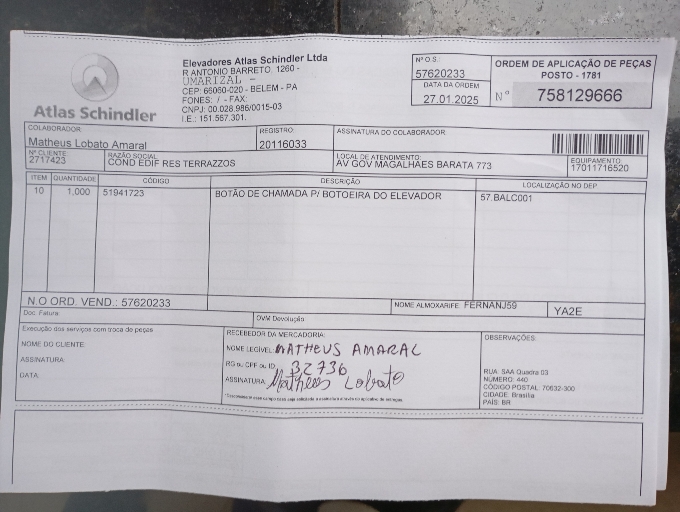 Atlas Schindler
Elevadores Atlas Schindler Ltda
R ANTONIO BARRETO, 1260 -
UMARIZAL -
CEP: 66060-020 - BELEM - PA
FONES: / - FAX:
CNPJ: 00.028.986/0015-03
I.E.: 151.567.301.
Nº O.S.
57620233
DATA DA ORDEM
27.01.2025
ORDEM DE APLICAÇÃO DE PEÇAS
POSTO - 1781
N° 758129666
COLABORADOR:
Matheus Lobato Amaral
REGISTRO:
20116033
ASSINATURA DO COLABORADOR:
Nº CLIENTE:
2717423
RAZÃO SOCIAL
COND EDIF RES TERRAZZOS
LOCAL DE ATENDIMENTO:
AV GOV MAGALHAES BARATA 773
EQUIPAMENTO
17011716520
ITEM QUANTIDADE CÓDIGO DESCRIÇÃO LOCALIZAÇÃO NO DEP
10 1,000 51941723 BOTÃO DE CHAMADA P/ BOTOEIRA DO ELEVADOR 57.BALC001
N.O ORD. VEND.: 57620233
NOME ALMOXARIFE: FERNANJ59
YA2E
Doc. Fatura:
OVM Devolução
Execução dos serviços com troca de peças
NOME DO CLIENTE:
ASSINATURA:
DATA:
RECEBEDOR DA MERCADORIA:
NOME LEGÍVEL: MATHEUS AMARAL
RG ou CPF ou ID 32736
ASSINATURA: Matheus Lobato
OBSERVAÇÕES:
RUA: SAA Quadra 03
NÚMERO: 440
CÓDIGO POSTAL: 70632-300
CIDADE: Brasília
PAÍS: BR